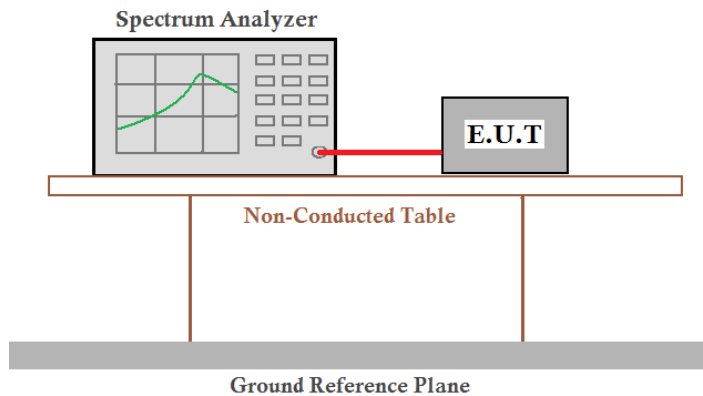 Spectrum Analyzer
E.U.T
Non-Conducted Table
Ground Reference Plane